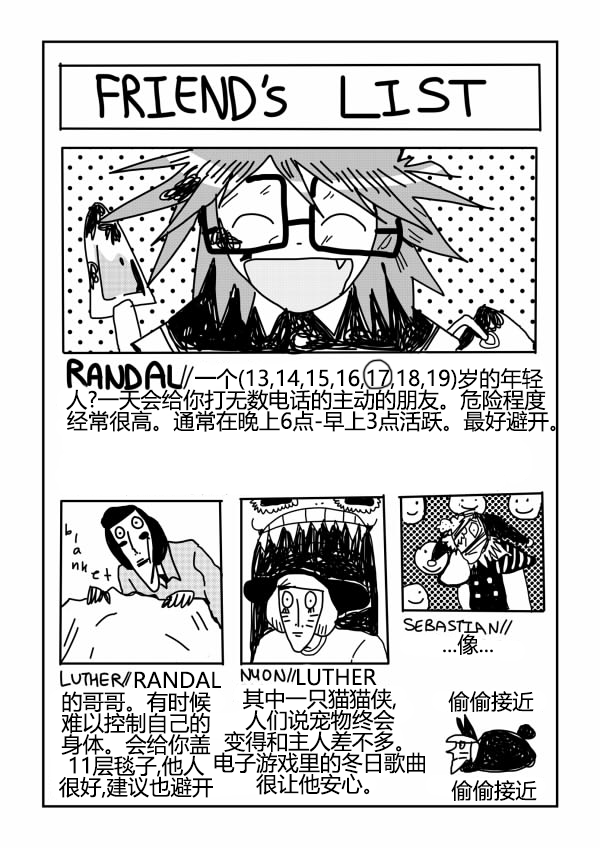 FRIEND'S LIST
RANDAL//一个(13,14,15,16,17,18,19)岁的年轻
人?一天会给你打无数电话的主动的朋友。危险程度
经常很高。通常在晚上6点-早上3点活跃。最好避开。
blanket
LUTHER//RANDAL
的哥哥。有时候
难以控制自己的
身体。会给你盖
11层毯子,他人
很好,建议也避开
NYON//LUTHER
其中一只猫猫侠,
人们说宠物终会
变得和主人差不多。
电子游戏里的冬日歌曲
很让他安心。
SEBASTIAN//
...像...
偷偷接近
偷偷接近